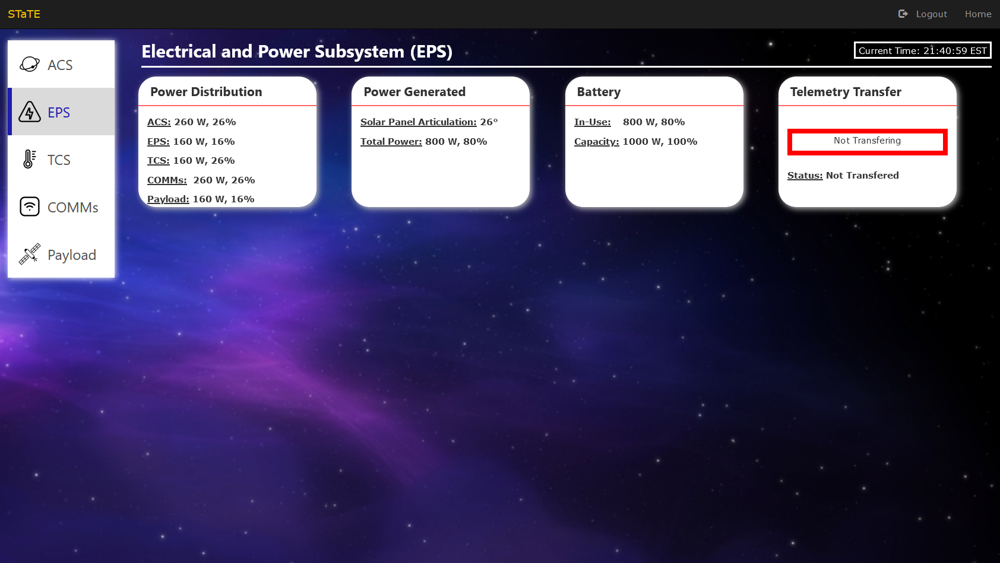 STaTE
Logout
Home
ACS
EPS
TCS
COMMs
Payload
Electrical and Power Subsystem (EPS)
Current Time: 21:40:59 EST
Power Distribution
ACS: 260 W, 26%
EPS: 160 W, 16%
TCS: 160 W, 26%
COMMs: 260 W, 26%
Payload: 160 W, 16%
Power Generated
Solar Panel Articulation: 26°
Total Power: 800 W, 80%
Battery
In-Use: 800 W, 80%
Capacity: 1000 W, 100%
Telemetry Transfer
Not Transfering
Status: Not Transfered